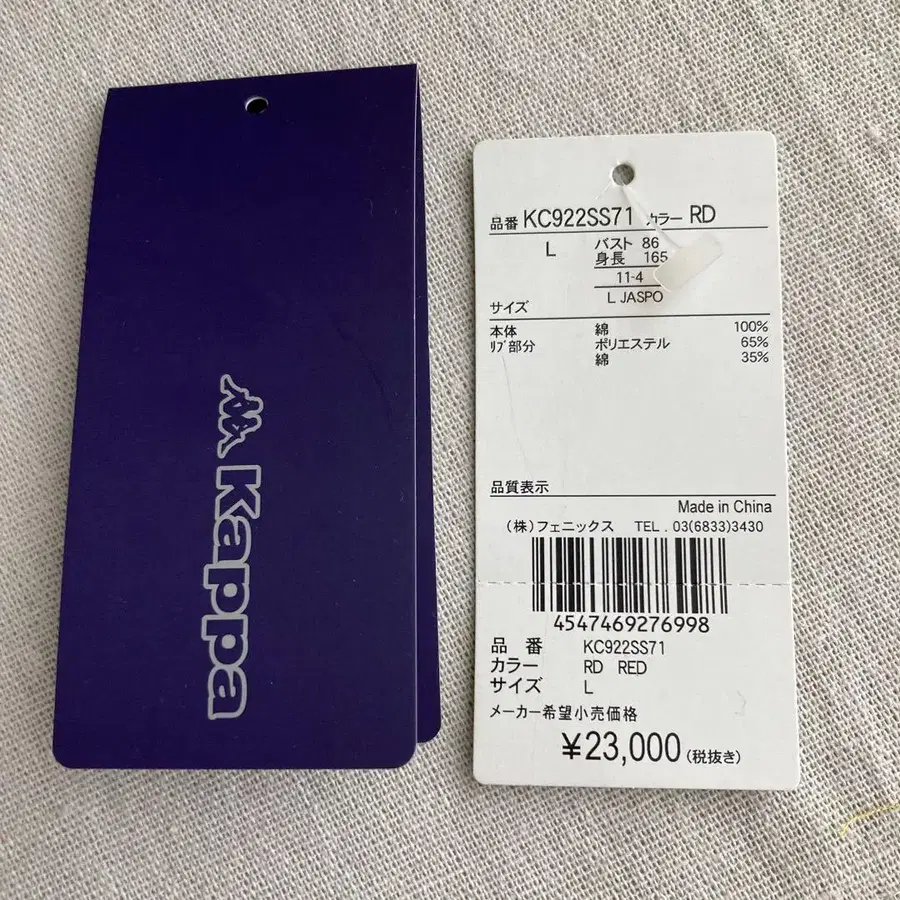 Kappa
品番 KC922SS71 カラー RD
L バスト 86
身長 165
11-4
L JASPO
サイズ
本体 綿 100%
ﾘﾌﾞ部分 ポリエステル 65%
綿 35%
品質表示
Made in China
(株)フェニックス TEL . 03(6833)3430
4547469276998
品 番 KC922SS71
カラー RD RED
サイズ L
メーカー希望小売価格
¥23,000(税抜き)